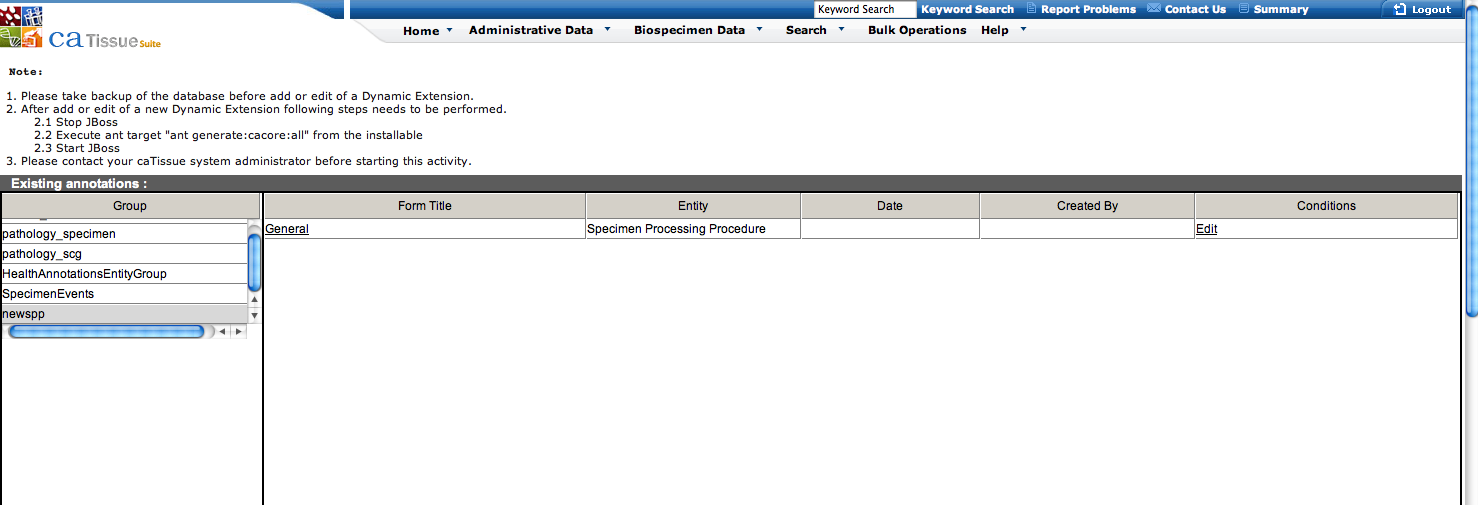 Keyword Search Keyword Search Report Problems Contact Us Summary Logout
ca Tissue Suite
Home Administrative Data Biospecimen Data Search Bulk Operations Help
Note:
1. Please take backup of the database before add or edit of a Dynamic Extension.
2. After add or edit of a new Dynamic Extension following steps needs to be performed.
2.1 Stop JBoss
2.2 Execute ant target "ant generate:cacore:all" from the installable
2.3 Start JBoss
3. Please contact your caTissue system administrator before starting this activity.
Existing annotations :
Group Form Title Entity Date Created By Conditions
General Specimen Processing Procedure Edit
pathology_specimen
pathology_scg
HealthAnnotationsEntityGroup
SpecimenEvents
newspp